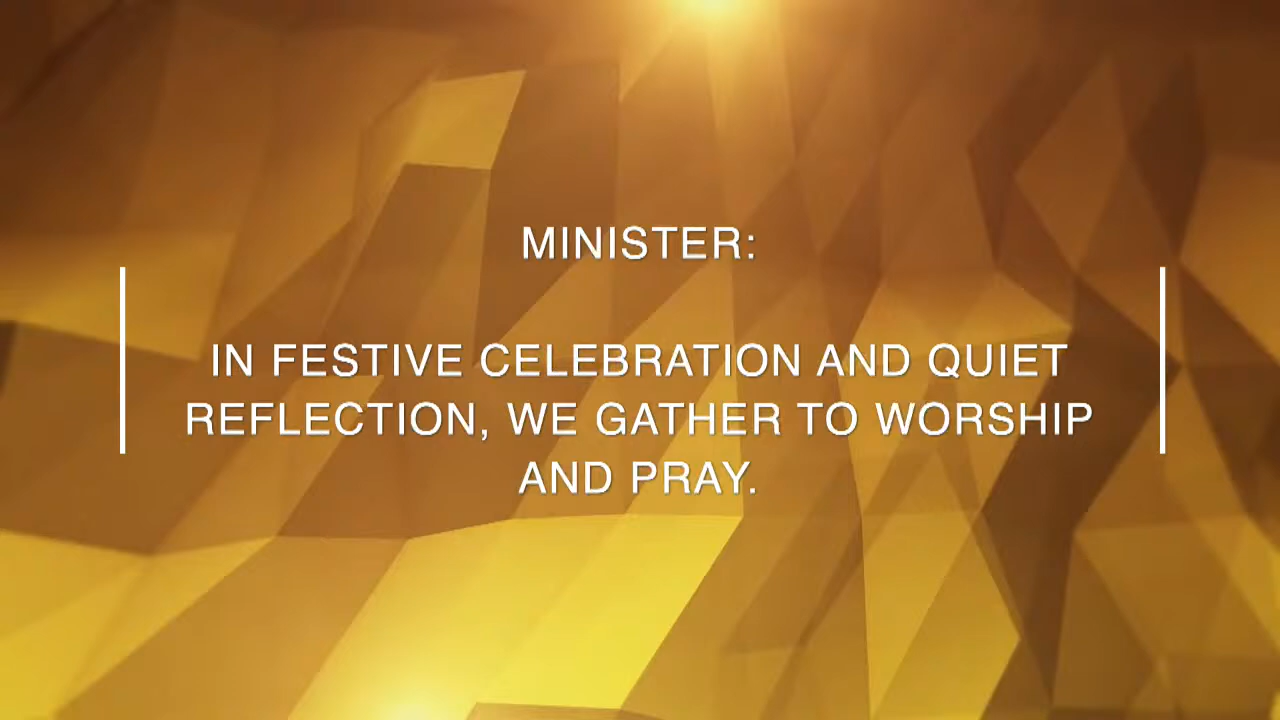 MINISTER:
IN FESTIVE CELEBRATION AND QUIET
REFLECTION, WE GATHER TO WORSHIP
AND PRAY.